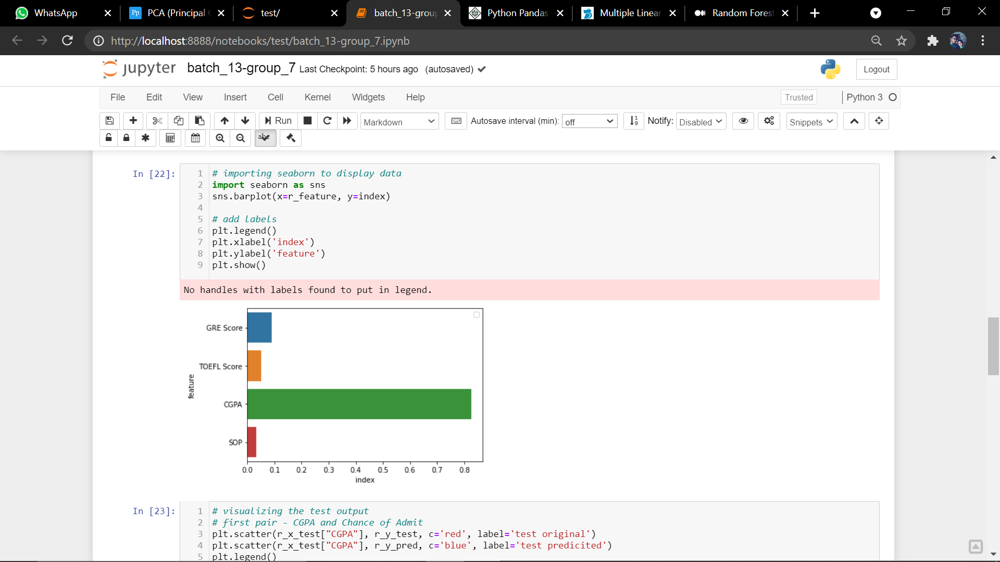 WhatsApp
PCA (Principal
test/
batch_13-group
Python Pandas
Multiple Linear
Random Forest
http://localhost:8888/notebooks/test/batch_13-group_7.ipynb
jupyter batch_13-group_7 Last Checkpoint: 5 hours ago (autosaved)
Logout
File Edit View Insert Cell Kernel Widgets Help
Trusted
Python 3
Run
Markdown
Autosave interval (min): off
Notify: Disabled
Snippets
abc
In [22]:
1 # importing seaborn to display data
2 import seaborn as sns
3 sns.barplot(x=r_feature, y=index)
4
5 # add labels
6 plt.legend()
7 plt.xlabel('index')
8 plt.ylabel('feature')
9 plt.show()
No handles with labels found to put in legend.
GRE Score
TOEFL Score
feature
CGPA
SOP
0.0 0.1 0.2 0.3 0.4 0.5 0.6 0.7 0.8
index
In [23]:
1 # visualizing the test output
2 # first pair - CGPA and Chance of Admit
3 plt.scatter(r_x_test["CGPA"], r_y_test, c='red', label='test original')
4 plt.scatter(r_x_test["CGPA"], r_y_pred, c='blue', label='test predicited')
5 plt.legend()